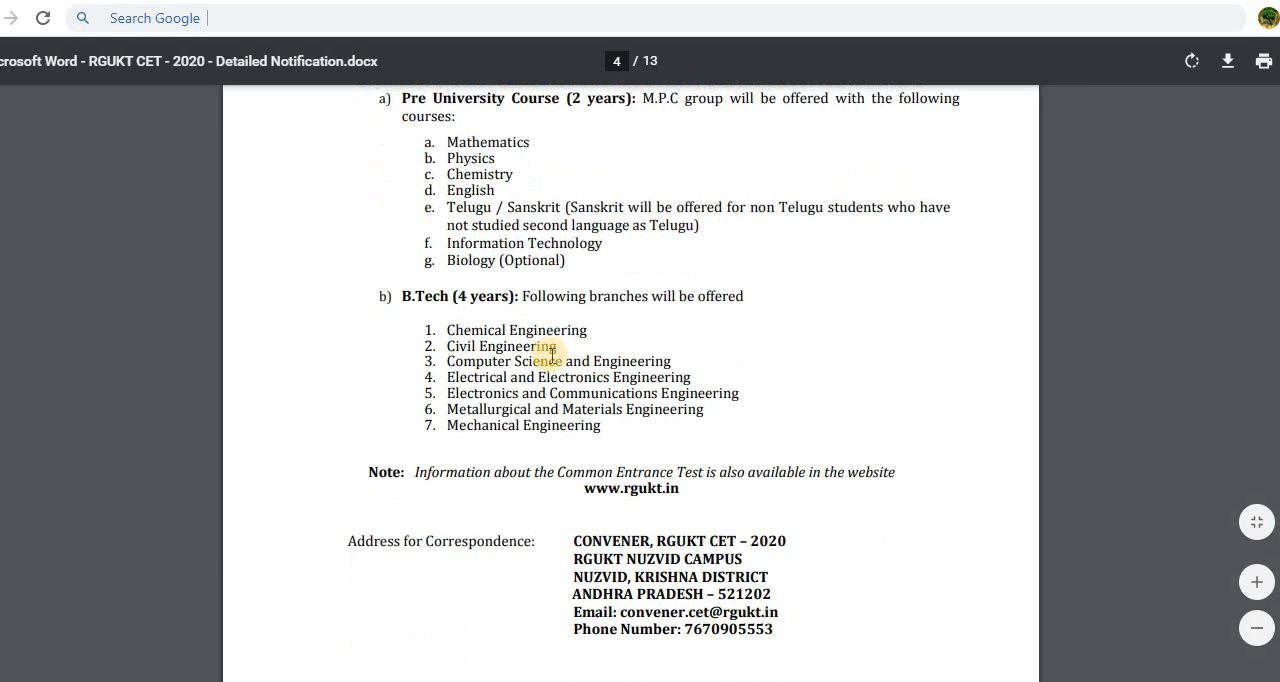 Search Google
crosoft Word - RGUKT CET - 2020 - Detailed Notification.docx
4 / 13
a) Pre University Course (2 years): M.P.C group will be offered with the following
courses:
a. Mathematics
b. Physics
c. Chemistry
d. English
e. Telugu / Sanskrit (Sanskrit will be offered for non Telugu students who have
not studied second language as Telugu)
f. Information Technology
g. Biology (Optional)
b) B.Tech (4 years): Following branches will be offered
1. Chemical Engineering
2. Civil Engineering
3. Computer Science and Engineering
4. Electrical and Electronics Engineering
5. Electronics and Communications Engineering
6. Metallurgical and Materials Engineering
7. Mechanical Engineering
Note: Information about the Common Entrance Test is also available in the website
www.rgukt.in
Address for Correspondence: CONVENER, RGUKT CET – 2020
RGUKT NUZVID CAMPUS
NUZVID, KRISHNA DISTRICT
ANDHRA PRADESH – 521202
Email: convener.cet@rgukt.in
Phone Number: 7670905553